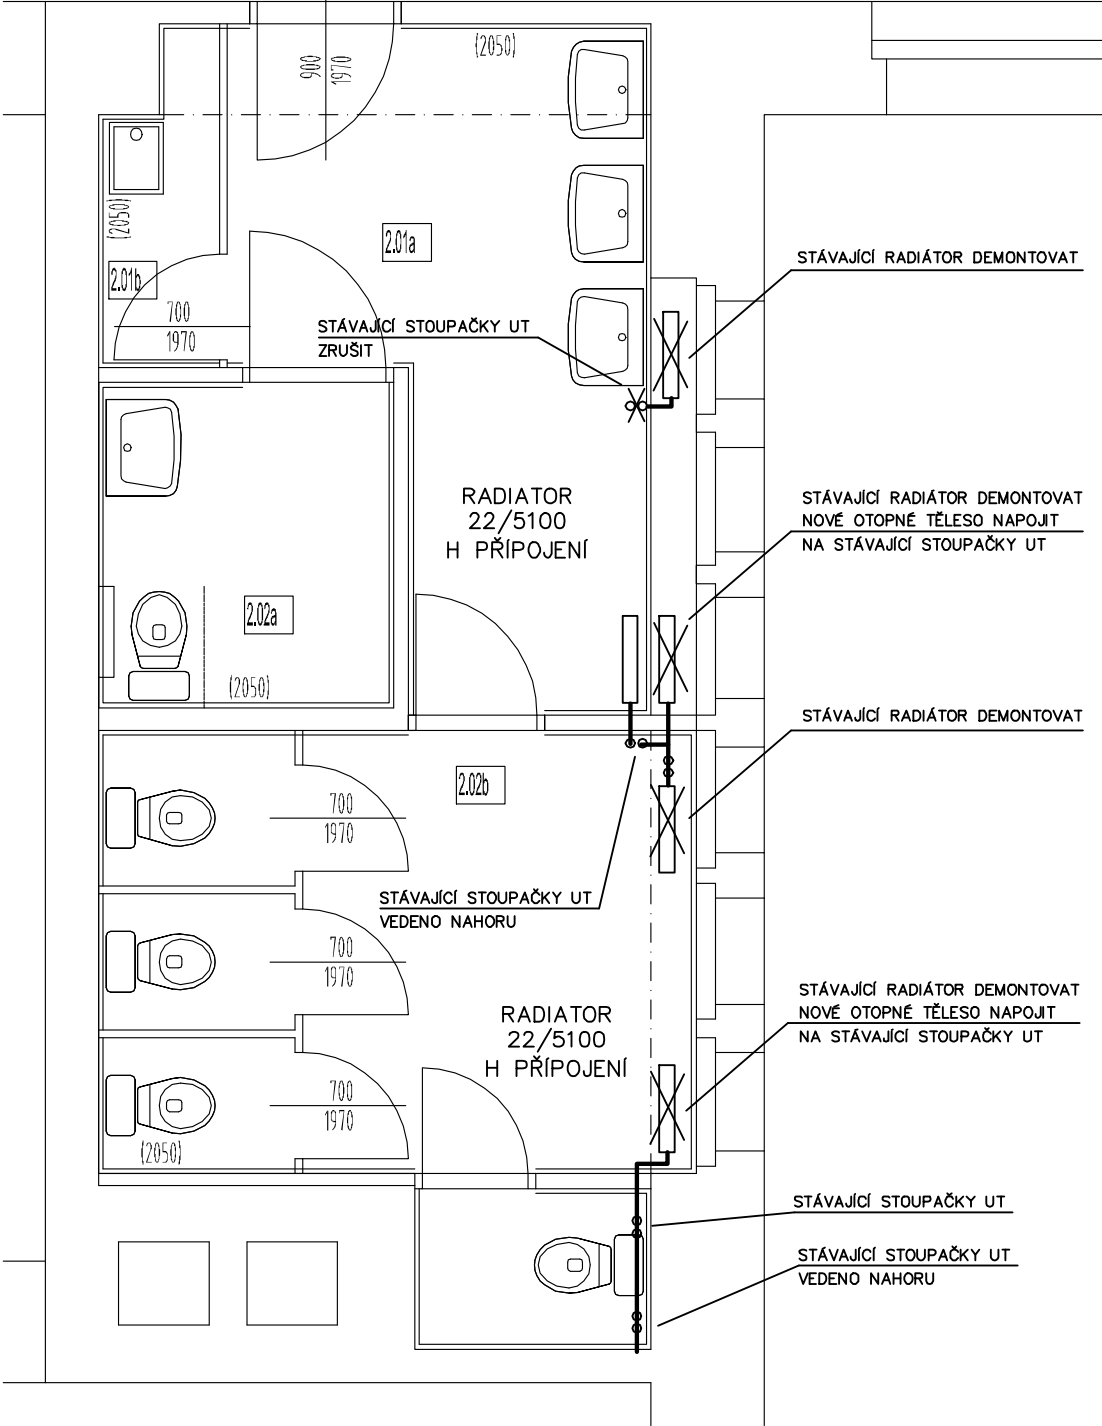 (2050)
900
1970
(2050)
2.01a
2.01b
700
1970
STÁVAJÍCÍ STOUPAČKY UT
ZRUŠIT
STÁVAJÍCÍ RADIÁTOR DEMONTOVAT
RADIATOR
22/5100
H PŘÍPOJENÍ
STÁVAJÍCÍ RADIÁTOR DEMONTOVAT
NOVÉ OTOPNÉ TĚLESO NAPOJIT
NA STÁVAJÍCÍ STOUPAČKY UT
2.02a
(2050)
STÁVAJÍCÍ RADIÁTOR DEMONTOVAT
2.02b
700
1970
STÁVAJÍCÍ STOUPAČKY UT
VEDENO NAHORU
700
1970
RADIATOR
22/5100
H PŘÍPOJENÍ
STÁVAJÍCÍ RADIÁTOR DEMONTOVAT
NOVÉ OTOPNÉ TĚLESO NAPOJIT
NA STÁVAJÍCÍ STOUPAČKY UT
700
1970
(2050)
STÁVAJÍCÍ STOUPAČKY UT
STÁVAJÍCÍ STOUPAČKY UT
VEDENO NAHORU